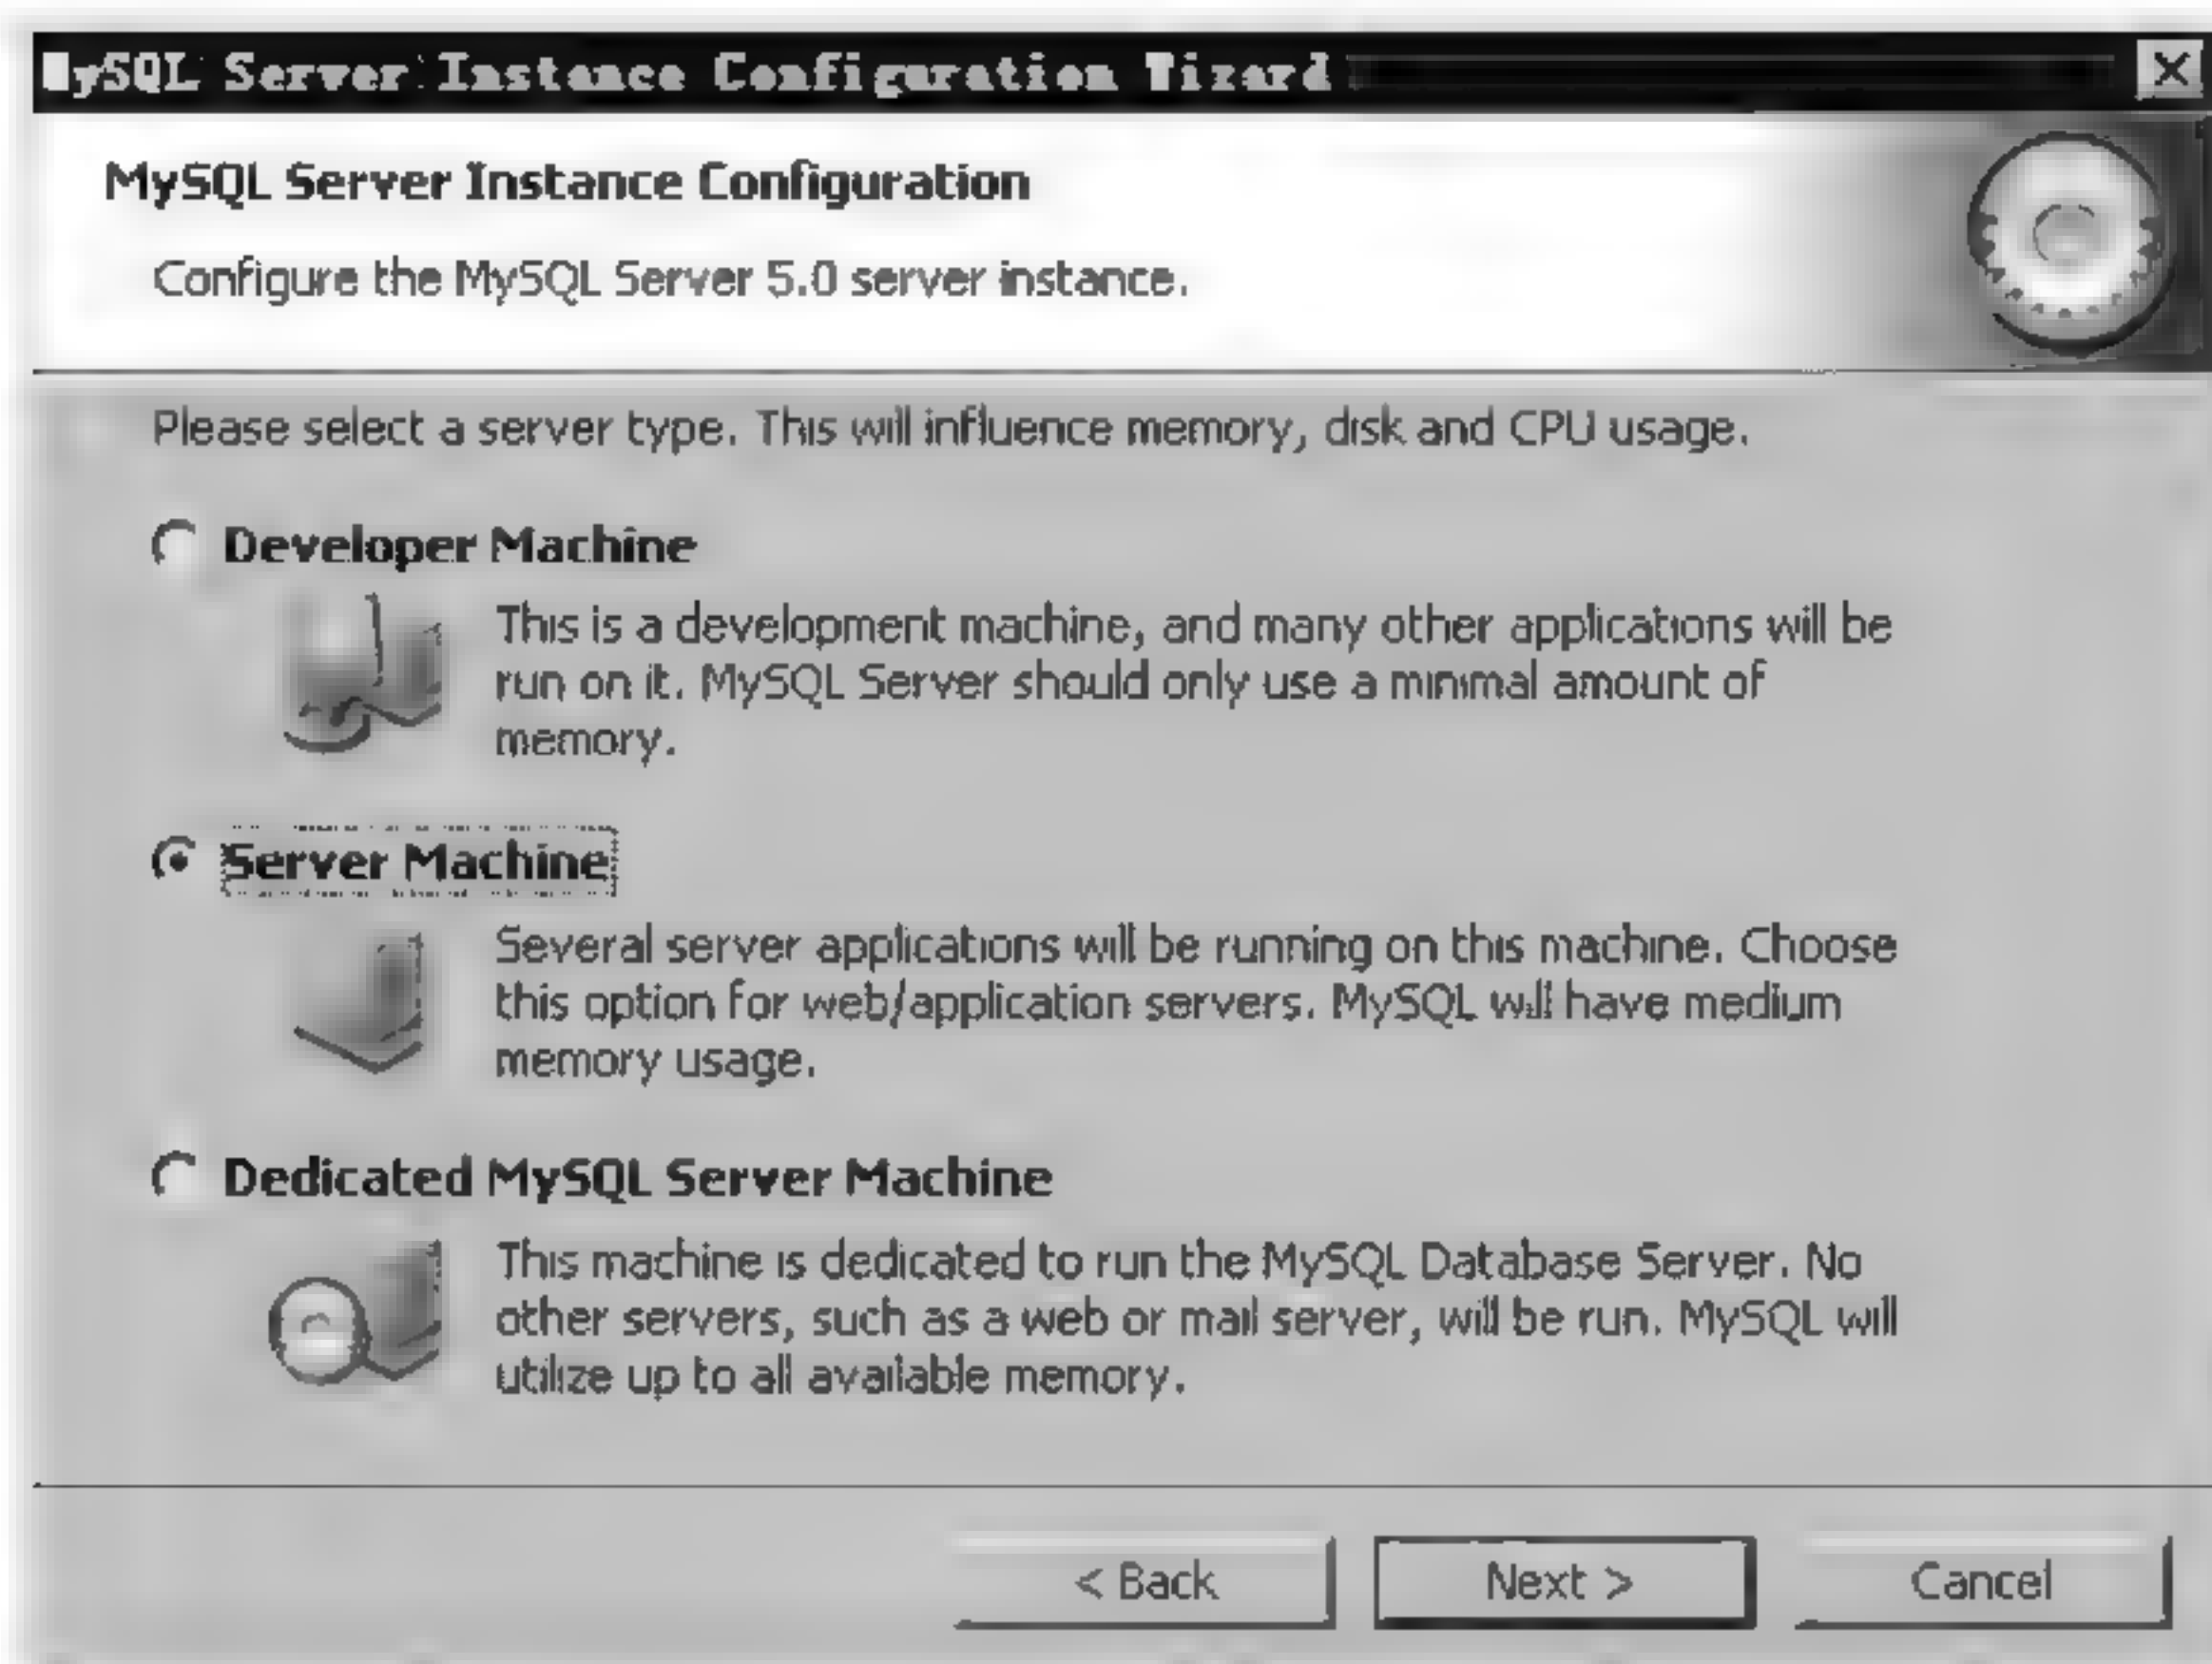 MySQL Server Instance Configuration Wizard
MySQL Server Instance Configuration
Configure the MySQL Server 5.0 server instance.
Please select a server type. This will influence memory, disk and CPU usage.
Developer Machine
This is a development machine, and many other applications will be
run on it. MySQL Server should only use a minimal amount of
memory.
Server Machine
Several server applications will be running on this machine. Choose
this option for web/application servers. MySQL will have medium
memory usage.
Dedicated MySQL Server Machine
This machine is dedicated to run the MySQL Database Server. No
other servers, such as a web or mail server, will be run. MySQL will
utilize up to all available memory.
< Back
Next >
Cancel